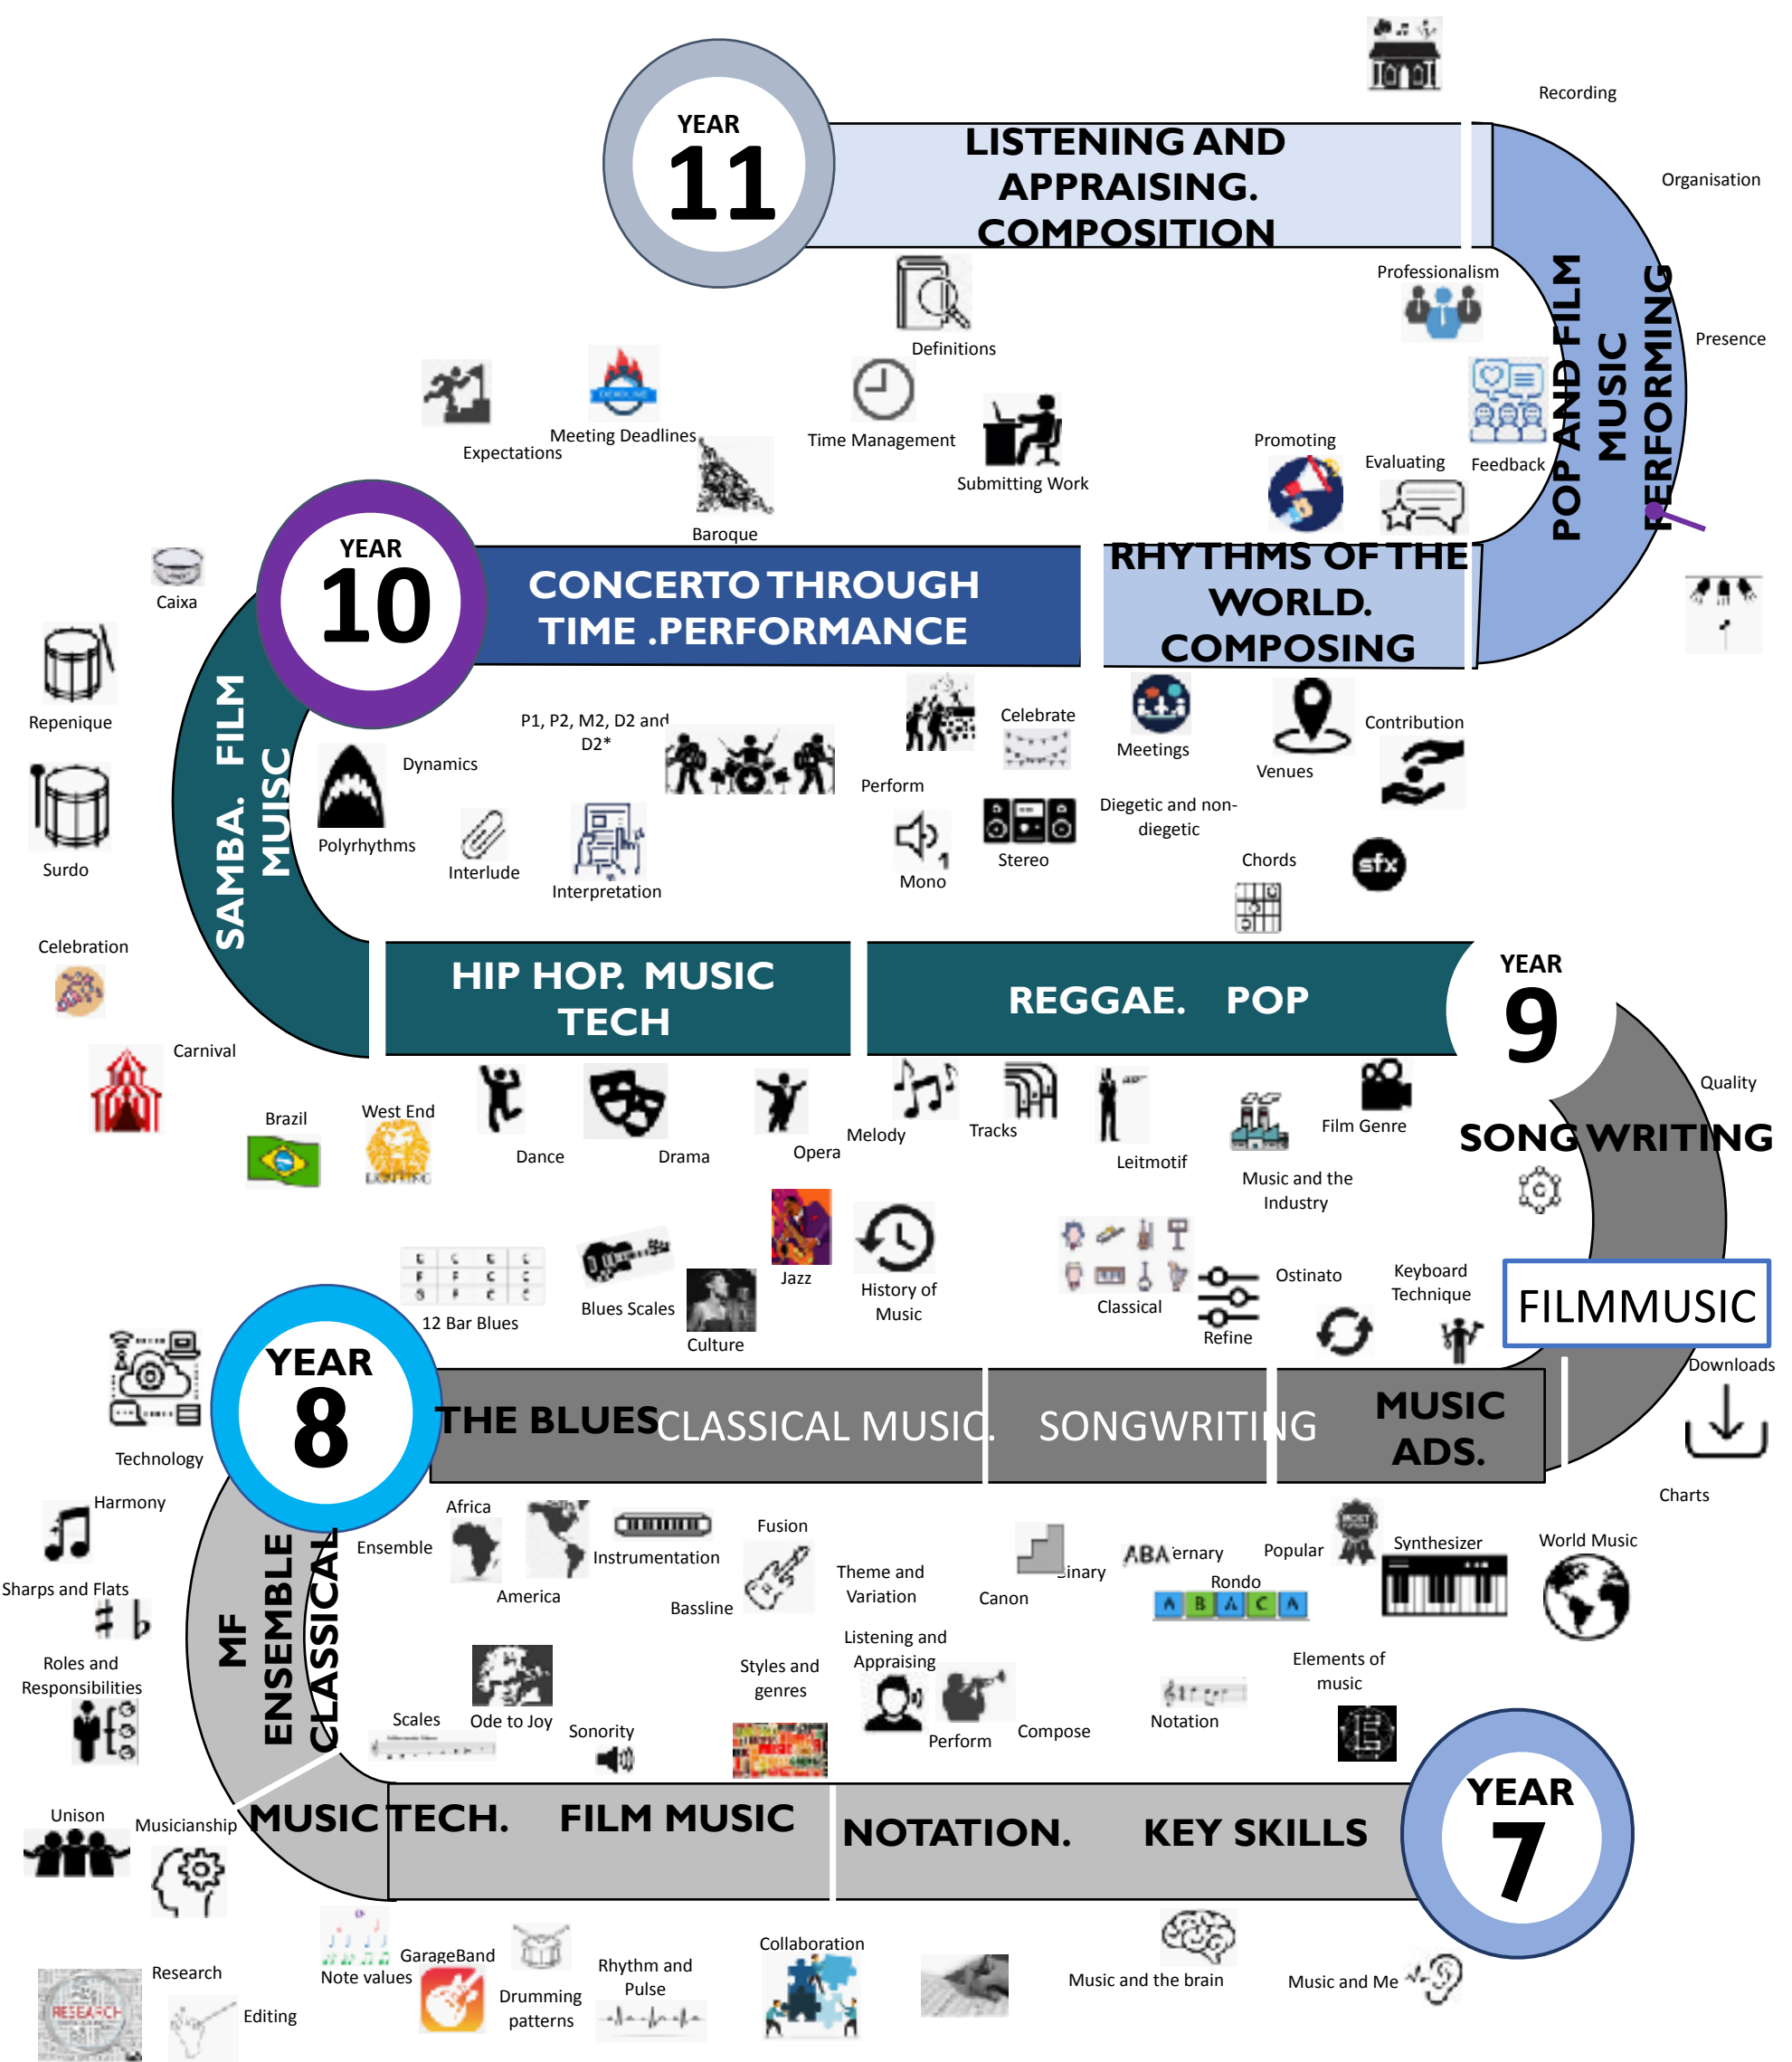 Recording
YEAR
11
LISTENING AND
APPRAISING.
COMPOSITION
Organisation
Professionalism
POP AND FILM
MUSIC
PERFORMING
Presence
Definitions
DEADLINE
Expectations
Meeting Deadlines
Time Management
Submitting Work
Promoting
Evaluating
Feedback
Baroque
YEAR
10
CONCERTO THROUGH
TIME .PERFORMANCE
RHYTHMS OF THE
WORLD.
COMPOSING
Caixa
Repenique
Surdo
SAMBA. FILM
MUISC
P1, P2, M2, D2 and
D2*
Dynamics
Polyrhythms
Interlude
Interpretation
Perform
Celebrate
Meetings
Venues
Contribution
Mono
1
Stereo
Diegetic and non-
diegetic
Chords
sfx
Celebration
Carnival
HIP HOP. MUSIC
TECH
REGGAE. POP
YEAR
9
Quality
Brazil
West End
Dance
Drama
Opera
Melody
Tracks
Leitmotif
Music and the
Industry
Film Genre
SONG WRITING
C
12 Bar Blues
Blues Scales
Culture
Jazz
History of
Music
Classical
Refine
Ostinato
Keyboard
Technique
FILMMUSIC
Technology
YEAR
8
THE BLUES
CLASSICAL MUSIC.
SONGWRITING
MUSIC
ADS.
Downloads
Charts
Harmony
Sharps and Flats
Roles and
Responsibilities
MF
ENSEMBLE
CLASSICAL
Ensemble
Africa
America
Instrumentation
Bassline
Fusion
Theme and
Variation
Canon
Binary
ABA
Ternary
Rondo
A B A C A
Popular
MOST
Synthesizer
World Music
Scales
Ode to Joy
Sonority
Styles and
genres
Listening and
Appraising
Perform
Compose
Notation
Elements of
music
E
Unison
Musicianship
MUSIC TECH. FILM MUSIC
NOTATION. KEY SKILLS
YEAR
7
Research
RESEARCH
Editing
Note values
GarageBand
Drumming
patterns
Rhythm and
Pulse
Collaboration
Music and the brain
Music and Me